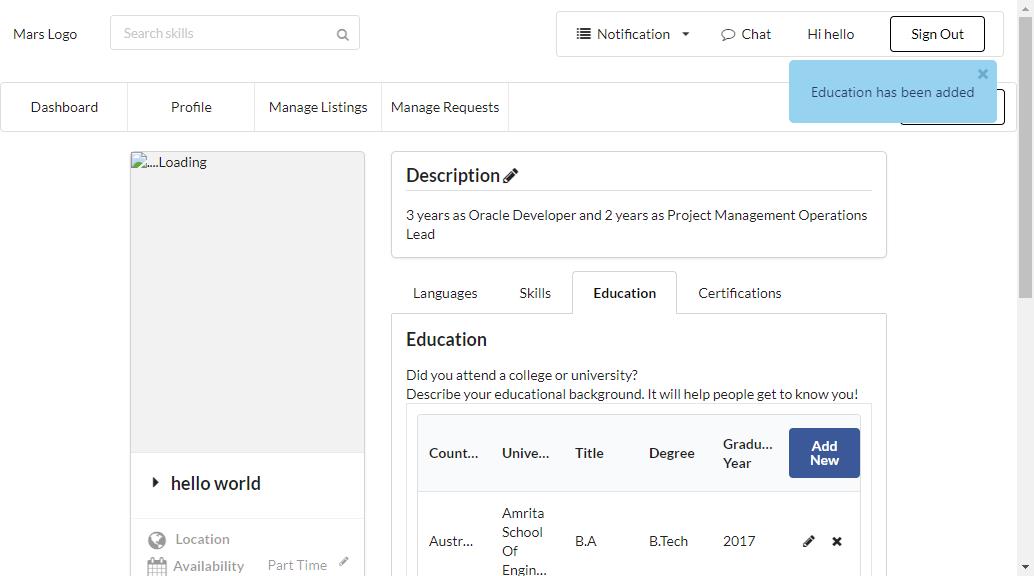 Mars Logo
Search skills
Notification
Chat
Hi hello
Sign Out
Education has been added
Dashboard
Profile
Manage Listings
Manage Requests
....Loading
Description
3 years as Oracle Developer and 2 years as Project Management Operations
Lead
Languages
Skills
Education
Certifications
Education
Did you attend a college or university?
Describe your educational background. It will help people get to know you!
Count...
Unive...
Title
Degree
Gradu...
Year
Add
New
Amrita
School
Of
Engin...
Austr...
B.A
B.Tech
2017
hello world
Location
Availability
Part Time